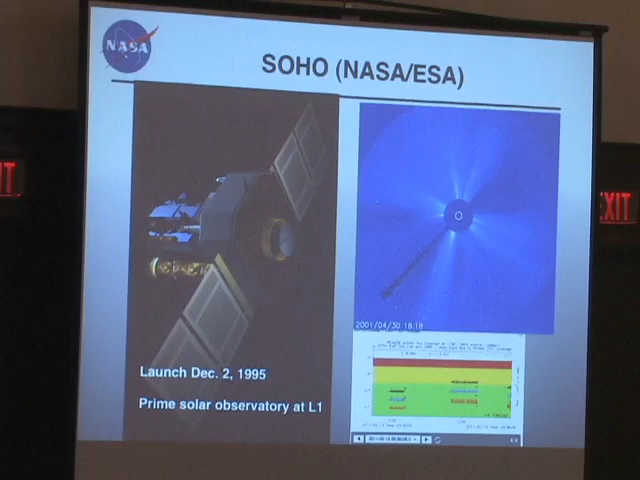 NASA
SOHO (NASA/ESA)
EXIT
2001/04/30 18:18
Launch Dec. 2, 1995
Prime solar observatory at L1